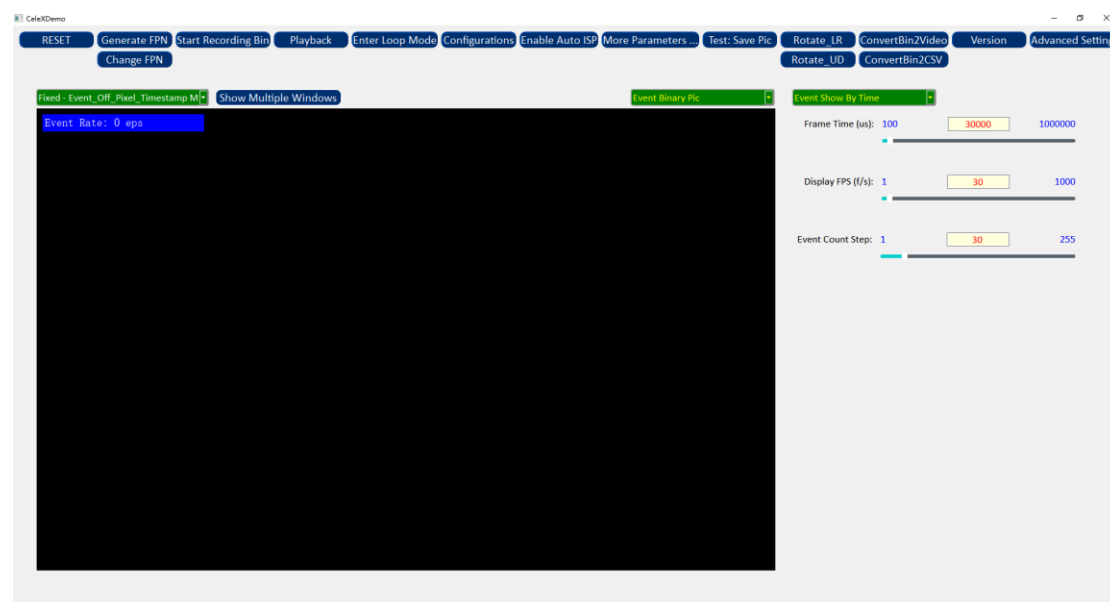 CeleXDemo
RESET Generate FPN Start Recording Bin Playback Enter Loop Mode Configurations Enable Auto ISP More Parameters ... Test: Save Pic Rotate_LR ConvertBin2Video Version Advanced Settin
Change FPN Rotate_UD ConvertBin2CSV
Fixed - Event_Off_Pixel_Timestamp M Show Multiple Windows Event Binary Pic Event Show By Time
Event Rate: 0 eps
Frame Time (us): 100 30000 1000000
Display FPS (f/s): 1 30 1000
Event Count Step: 1 30 255